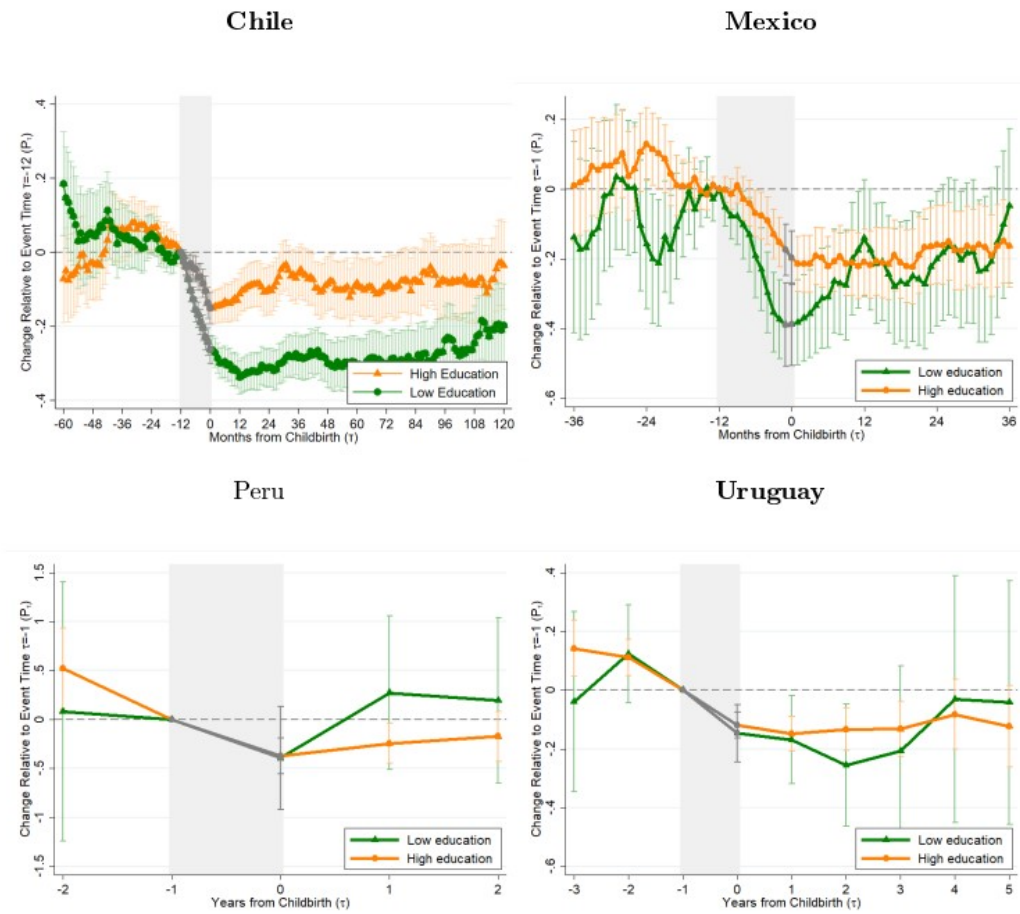 Chile
Change Relative to Event Time τ=-12 (Pτ)
.4
.2
0
-.2
-.4
-60 -48 -36 -24 -12 0 12 24 36 48 60 72 84 96 108 120
Months from Childbirth (τ)
High Education
Low Education
Mexico
Change Relative to Event Time τ=-1 (Pτ)
.2
0
-.2
-.4
-.6
-36 -24 -12 0 12 24 36
Months from Childbirth (τ)
Low education
High education
Peru
Change Relative to Event Time τ=-1 (Pτ)
1.5
1
.5
0
-.5
-1
-1.5
-2 -1 0 1 2
Years from Childbirth (τ)
Low education
High education
Uruguay
Change Relative to Event Time τ=-1 (Pτ)
.4
.2
0
-.2
-.4
-.6
-3 -2 -1 0 1 2 3 4 5
Years from Childbirth (τ)
Low education
High education